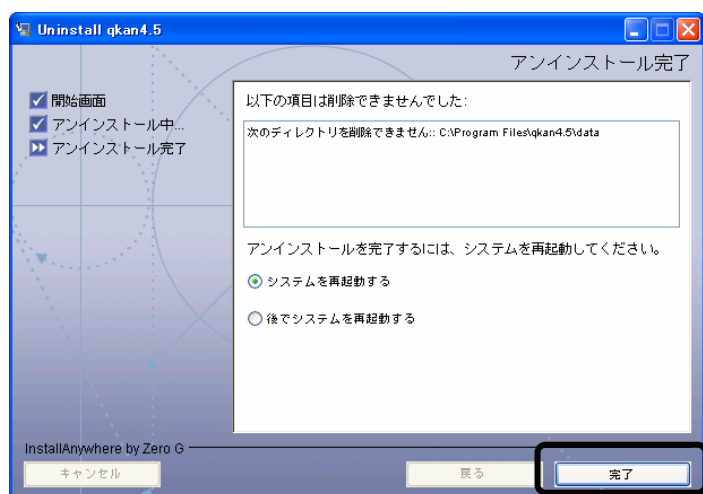 Uninstall qkan4.5
アンインストール完了
開始画面
アンインストール中...
アンインストール完了
以下の項目は削除できませんでした:
次のディレクトリを削除できません:: C:\Program Files\qkan4.5\data
アンインストールを完了するには、システムを再起動してください。
システムを再起動する
後でシステムを再起動する
InstallAnywhere by Zero G
キャンセル
戻る
完了